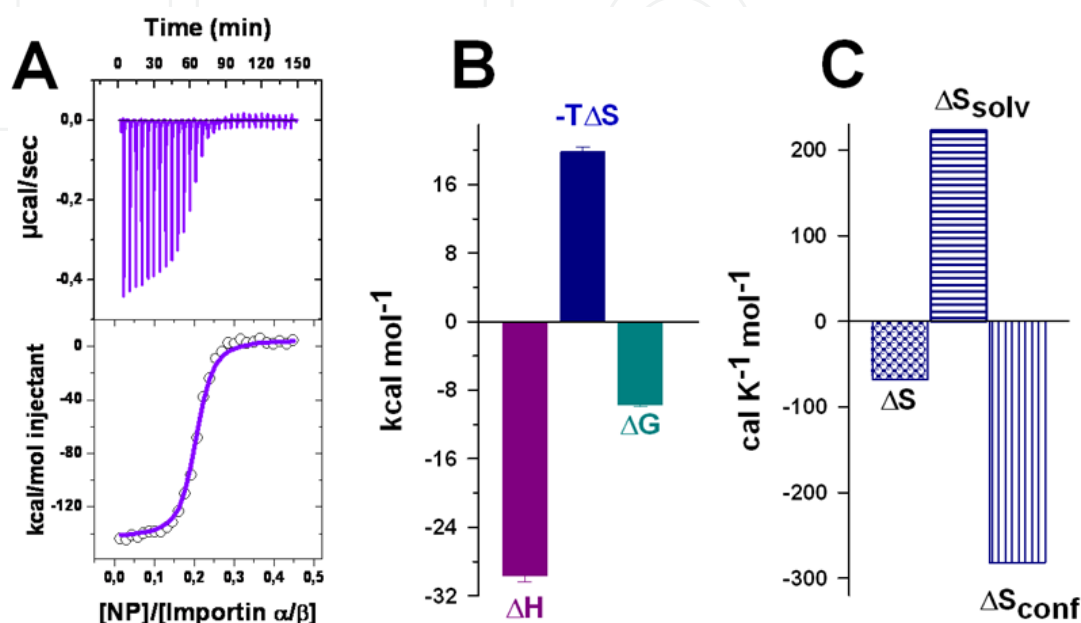 A
Time (min)
0 30 60 90 120 150
0,0
-0,2
-0,4
µcal/sec
0
-40
-80
-120
kcal/mol injectant
0,0 0,1 0,2 0,3 0,4 0,5
[NP]/[Importin α/β]
B
-TΔS
16
8
0
-8
-16
-24
-32
kcal mol⁻¹
ΔG
ΔH
C
ΔSsolv
200
100
0
-100
-200
-300
cal K⁻¹ mol⁻¹
ΔS
ΔSconf